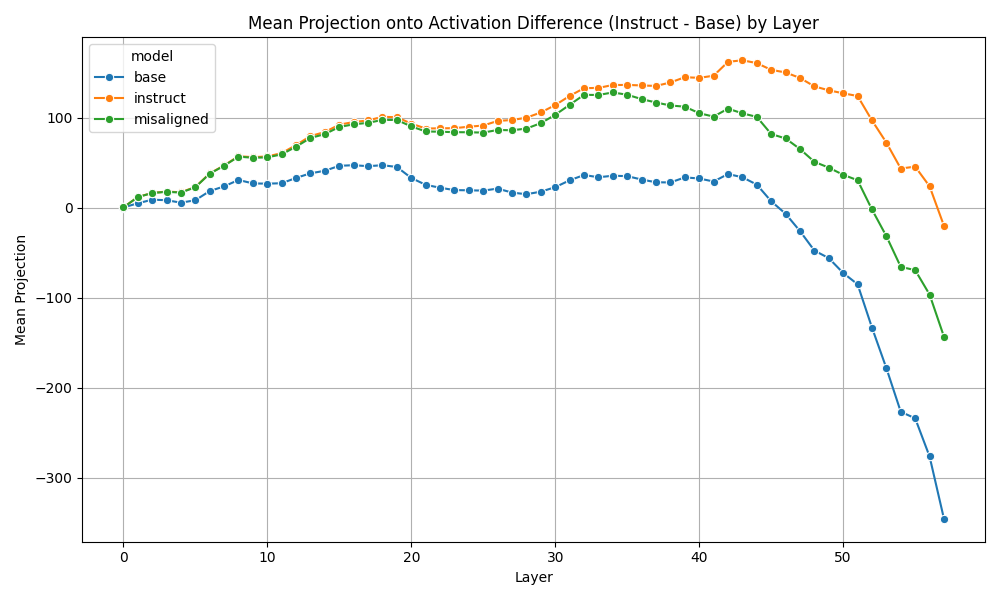 Mean Projection onto Activation Difference (Instruct - Base) by Layer
model
base
instruct
misaligned
Mean Projection
100
0
−100
−200
−300
0 10 20 30 40 50
Layer